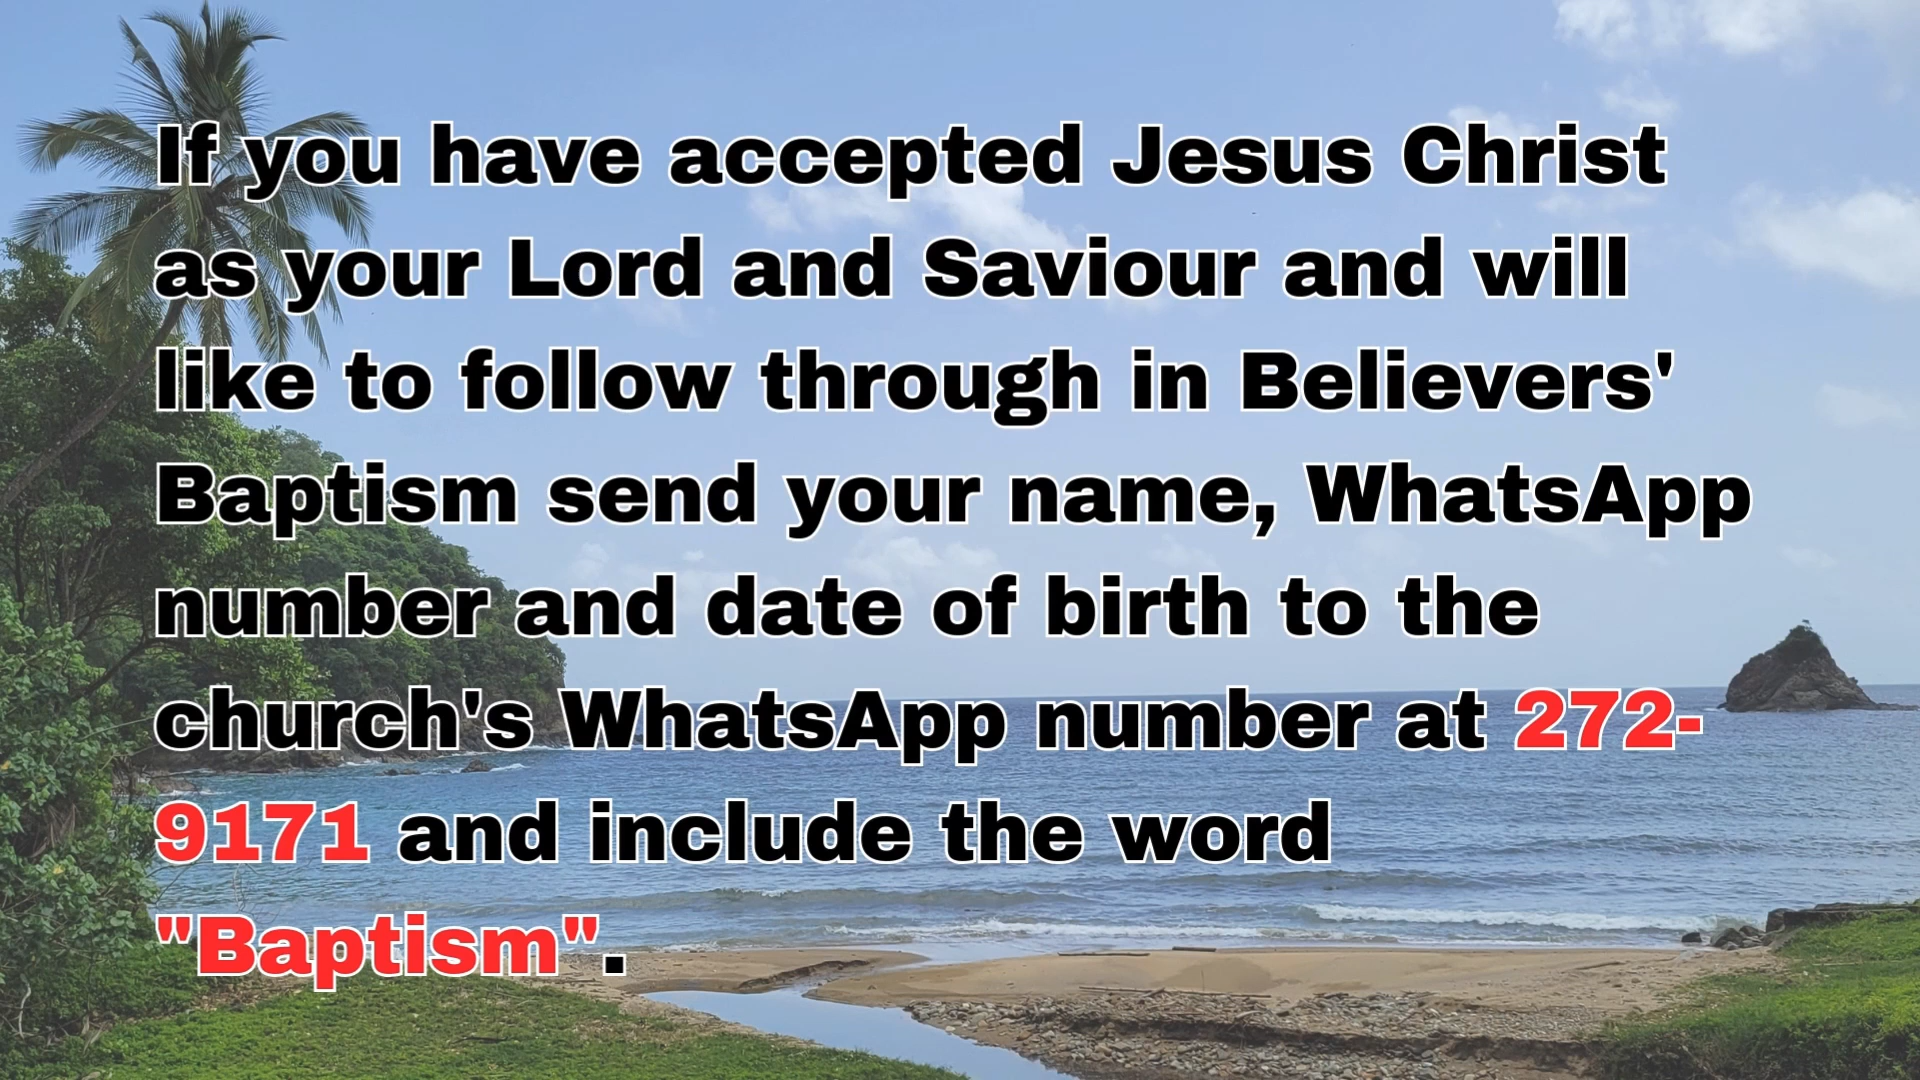 If you have accepted Jesus Christ
as your Lord and Saviour and will
like to follow through in Believers'
Baptism send your name, WhatsApp
number and date of birth to the
church's WhatsApp number at 272-
9171 and include the word
"Baptism".